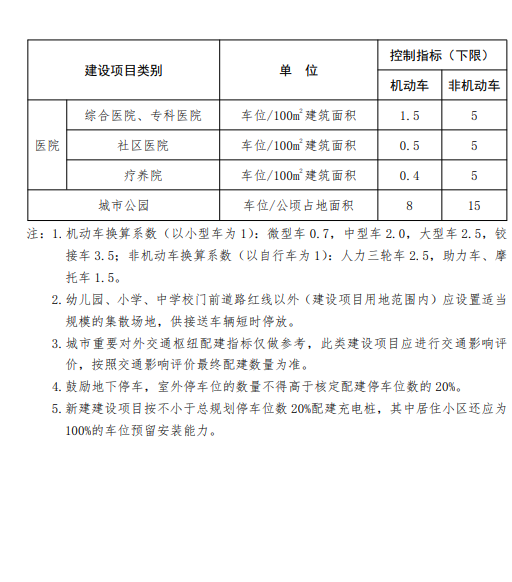 建设项目类别 单 位 控制指标（下限）
机动车 非机动车
医院 综合医院、专科医院 车位/100㎡建筑面积 1.5 5
社区医院 车位/100㎡建筑面积 0.5 5
疗养院 车位/100㎡建筑面积 0.4 5
城市公园 车位/公顷占地面积 8 15
注：1.机动车换算系数（以小型车为1）：微型车0.7，中型车2.0，大型车2.5，铰
接车3.5；非机动车换算系数（以自行车为1）：人力三轮车2.5，助力车、摩
托车1.5。
2.幼儿园、小学、中学校门前道路红线以外（建设项目用地范围内）应设置适当
规模的集散场地，供接送车辆短时停放。
3.城市重要对外交通枢纽配建指标仅做参考，此类建设项目应进行交通影响评
价，按照交通影响评价最终配建数量为准。
4.鼓励地下停车，室外停车位的数量不得高于核定配建停车位数的20%。
5.新建建设项目按不小于总规划停车位数20%配建充电桩，其中居住小区还应为
100%的车位预留安装能力。